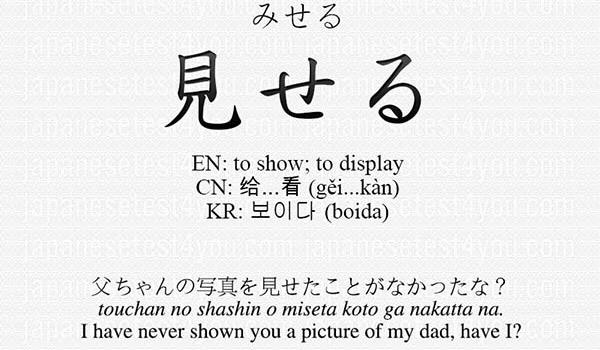 みせる
見せる
EN: to show; to display
CN: 给...看 (gěi...kàn)
KR: 보이다 (boida)
父ちゃんの写真を見せたことがなかったな？
touchan no shashin o miseta koto ga nakatta na.
I have never shown you a picture of my dad, have I?
japanesetest4you.com